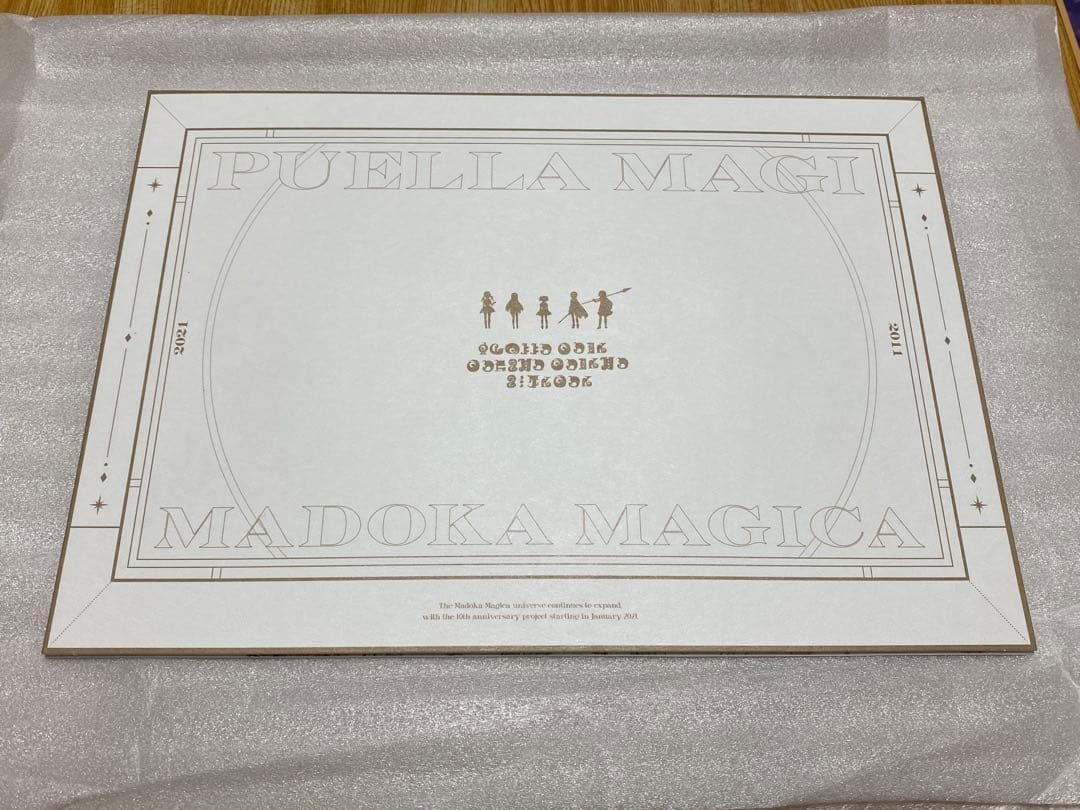 PUELLA MAGI
2021
2011
MADOKA MAGICA
The Madoka Magica universe continues to expand,
with the 10th anniversary project starting in January 2021.